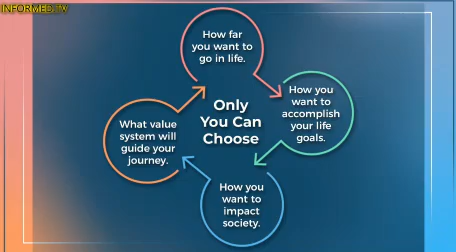 INFORMED.TV
How far
you want to
go in life.
How you
want to
accomplish
your life
goals.
Only
You Can
Choose
What value
system will
guide your
journey.
How you
want to
impact
society.